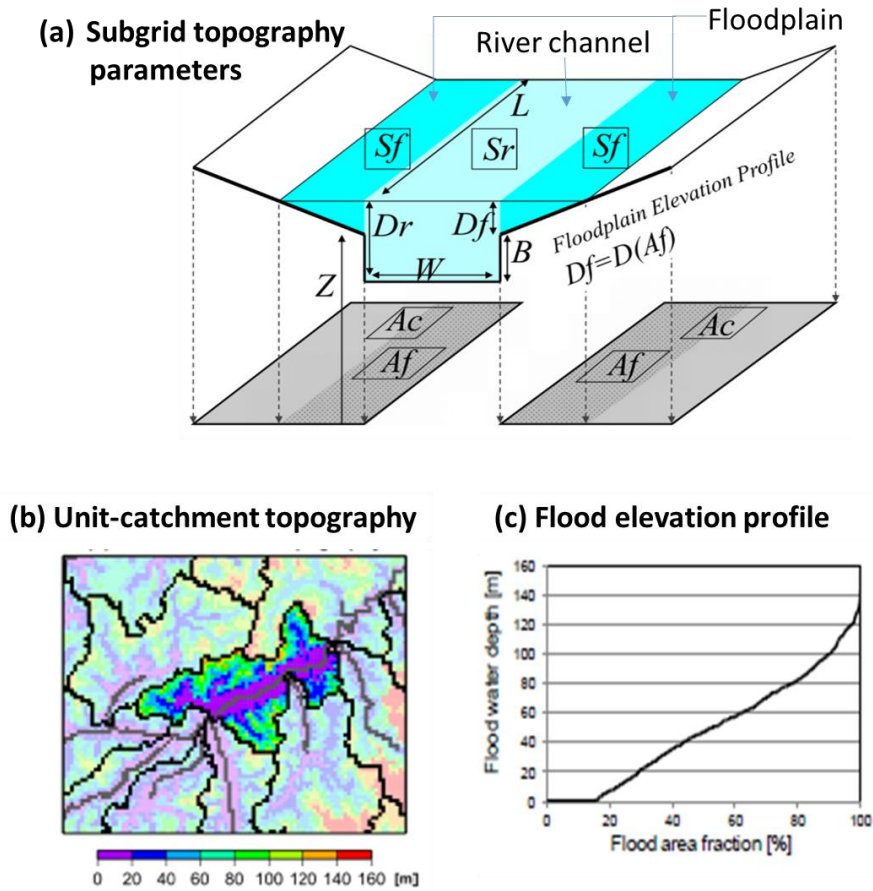 (a) Subgrid topography
parameters
River channel
Floodplain
L
Sf
Sr
Sf
Dr
Df
B
W
Z
Floodplain Elevation Profile
Df=D(Af)
Ac
Af
Ac
Af
(b) Unit-catchment topography
0 20 40 60 80 100 120 140 160 [m]
(c) Flood elevation profile
Flood water depth [m]
160
140
120
100
80
60
40
20
0
0 20 40 60 80 100
Flood area fraction [%]